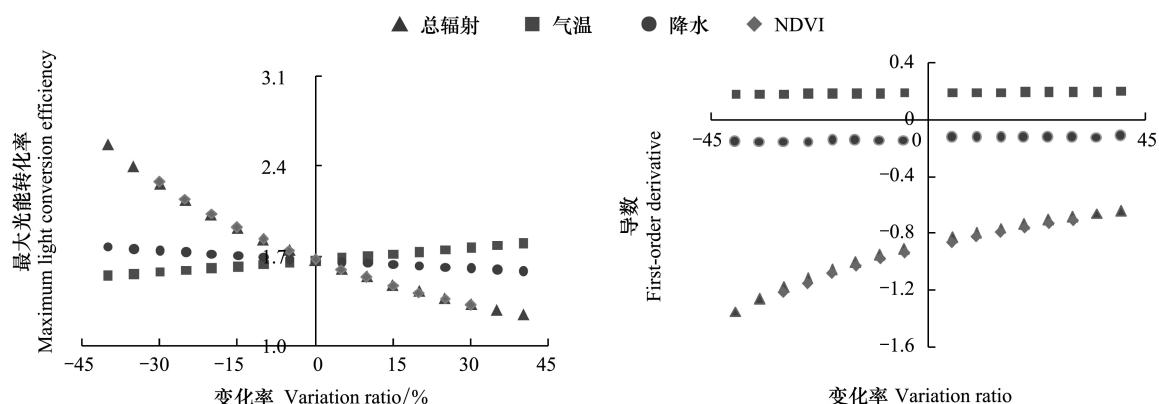 总辐射 气温 降水 NDVI
最大光能转化率
Maximum light conversion efficiency
3.1
2.4
1.7
1.0
−45 −30 −15 0 15 30 45
变化率 Variation ratio/%
导数
First-order derivative
0.4
0
−45 0 45
−0.4
−0.8
−1.2
−1.6
变化率 Variation ratio